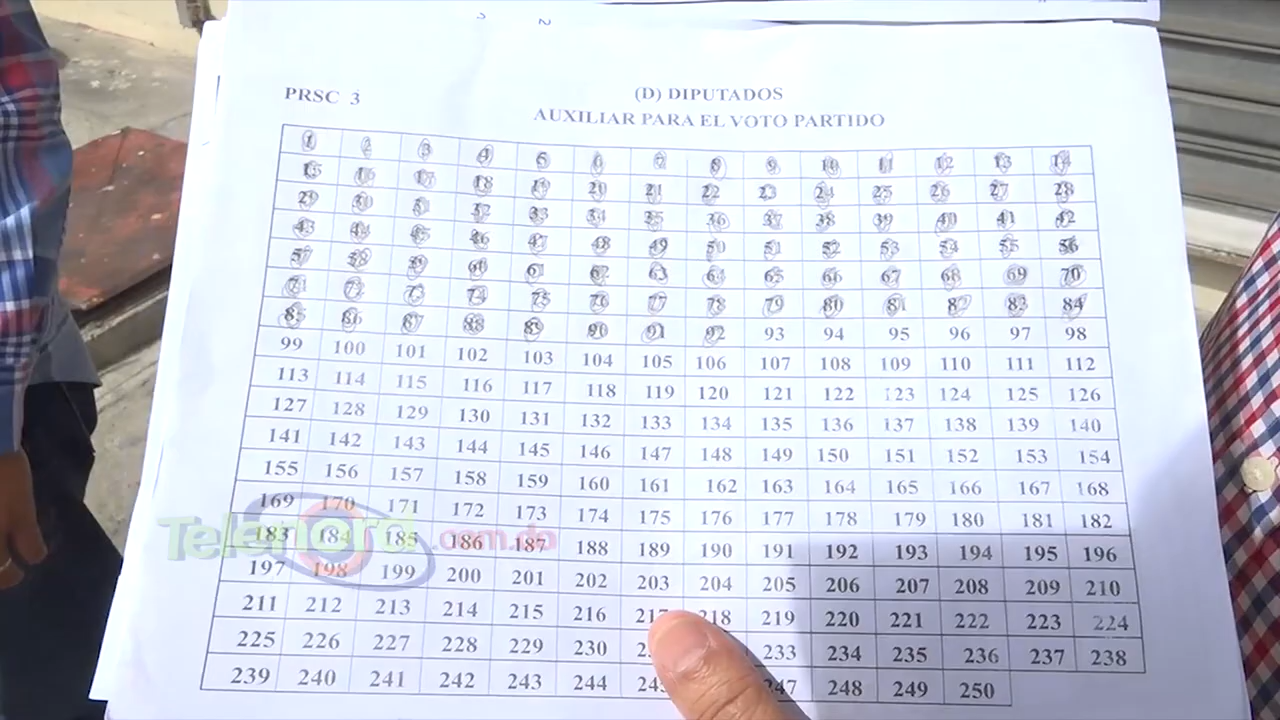 PRSC 3
(D) DIPUTADOS
AUXILIAR PARA EL VOTO PARTIDO
1 2 3 4 5 6 7 8 9 10 11 12 13 14
15 16 17 18 19 20 21 22 23 24 25 26 27 28
29 30 31 32 33 34 35 36 37 38 39 40 41 42
43 44 45 46 47 48 49 50 51 52 53 54 55 56
57 58 59 60 61 62 63 64 65 66 67 68 69 70
71 72 73 74 75 76 77 78 79 80 81 82 83 84
85 86 87 88 89 90 91 92 93 94 95 96 97 98
99 100 101 102 103 104 105 106 107 108 109 110 111 112
113 114 115 116 117 118 119 120 121 122 123 124 125 126
127 128 129 130 131 132 133 134 135 136 137 138 139 140
141 142 143 144 145 146 147 148 149 150 151 152 153 154
155 156 157 158 159 160 161 162 163 164 165 166 167 168
169 170 171 172 173 174 175 176 177 178 179 180 181 182
183 184 185 186 187 188 189 190 191 192 193 194 195 196
Telenord.com.do
197 198 199 200 201 202 203 204 205 206 207 208 209 210
211 212 213 214 215 216 217 218 219 220 221 222 223 224
225 226 227 228 229 230 233 234 235 236 237 238
239 240 241 242 243 244 247 248 249 250